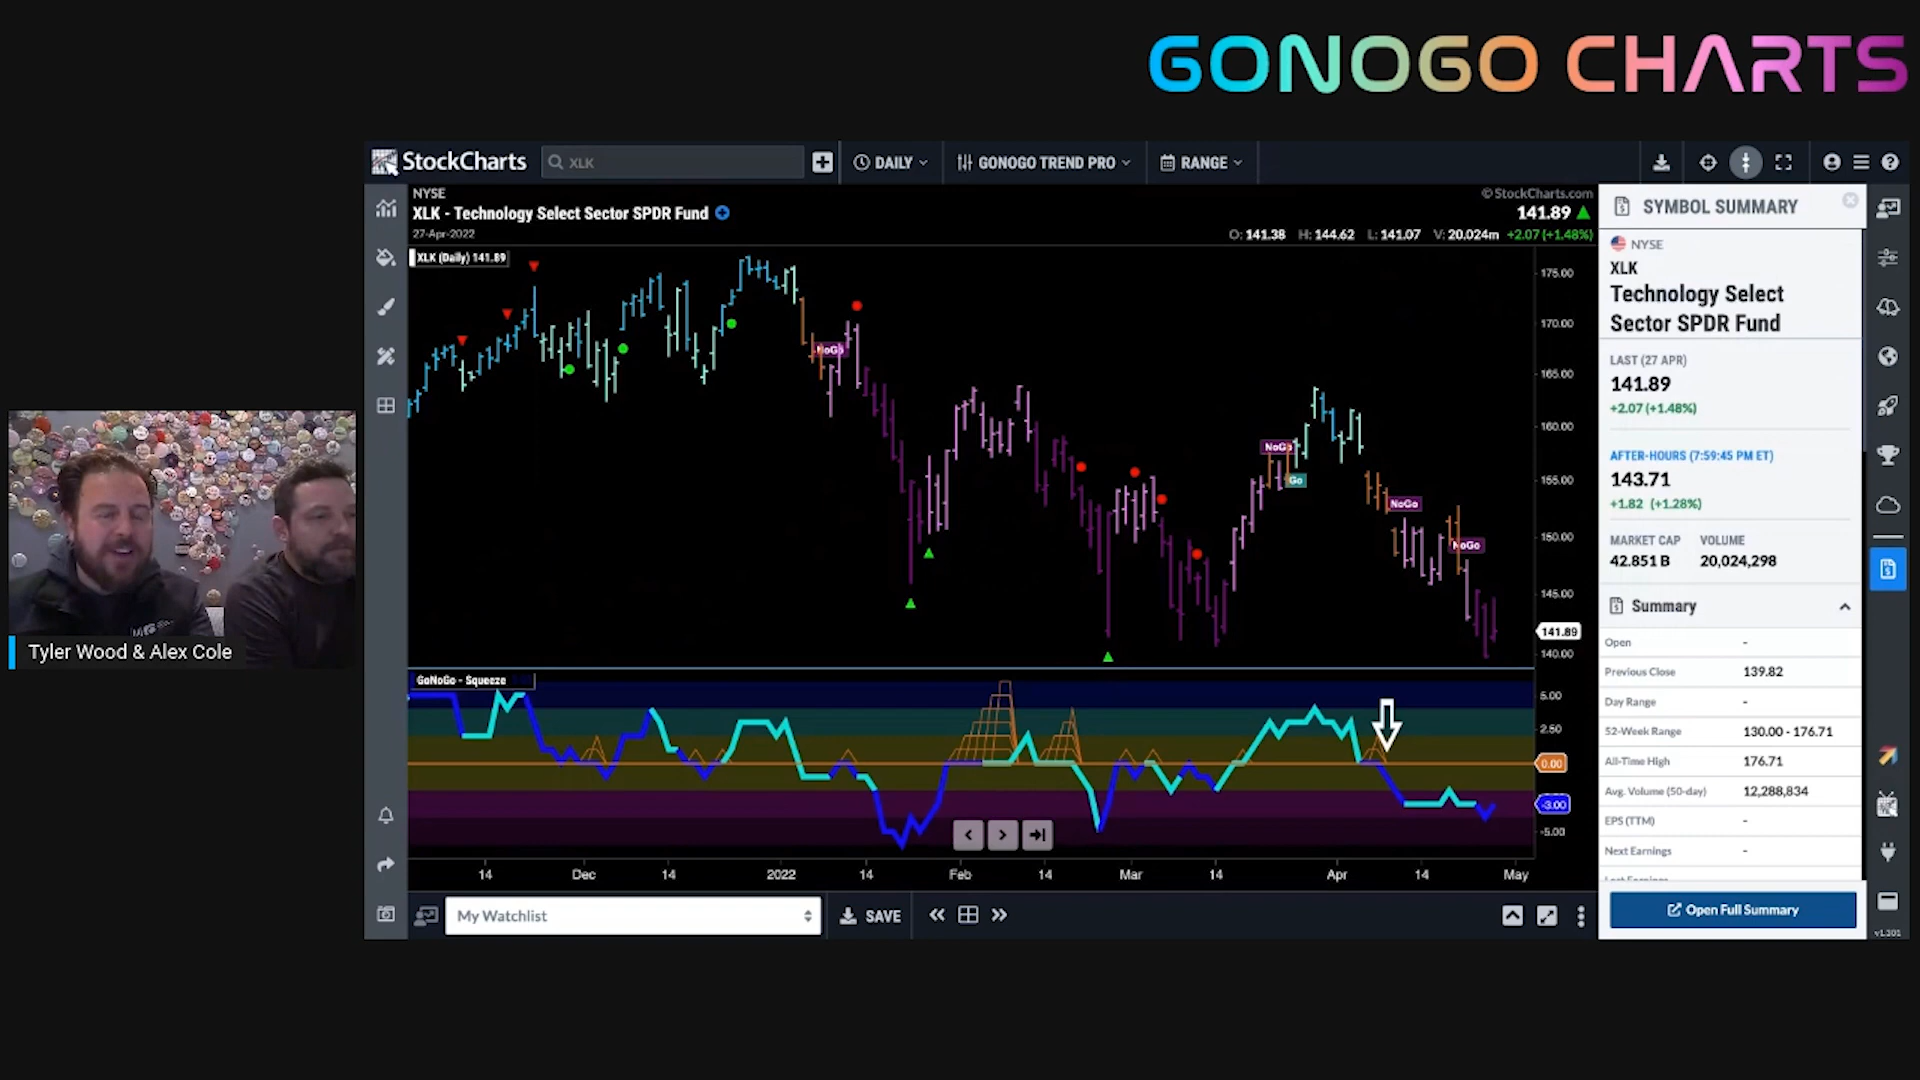 GONOGO CHARTS
StockCharts
XLK
DAILY
GONOGO TREND PRO
RANGE
NYSE
© StockCharts.com
XLK - Technology Select Sector SPDR Fund
141.89
27-Apr-2022
O: 141.38 H: 144.62 L: 141.07 V: 20.024m +2.07 (+1.48%)
XLK (Daily) 141.89
175.00
170.00
165.00
160.00
155.00
150.00
145.00
141.89
140.00
NoGo
NoGo
Go
NoGo
NoGo
GoNoGo - Squeeze
5.00
2.50
0.00
-3.00
-5.00
14 Dec 14 2022 14 Feb 14 Mar 14 Apr 14 May
My Watchlist
SAVE
SYMBOL SUMMARY
NYSE
XLK
Technology Select
Sector SPDR Fund
LAST (27 APR)
141.89
+2.07 (+1.48%)
AFTER-HOURS (7:59:45 PM ET)
143.71
+1.82 (+1.28%)
MARKET CAP VOLUME
42.851 B 20,024,298
Summary
Open -
Previous Close 139.82
Day Range -
52-Week Range 130.00 - 176.71
All-Time High 176.71
Avg. Volume (50-day) 12,288,834
EPS (TTM) -
Next Earnings -
Open Full Summary
v1.301
Tyler Wood & Alex Cole